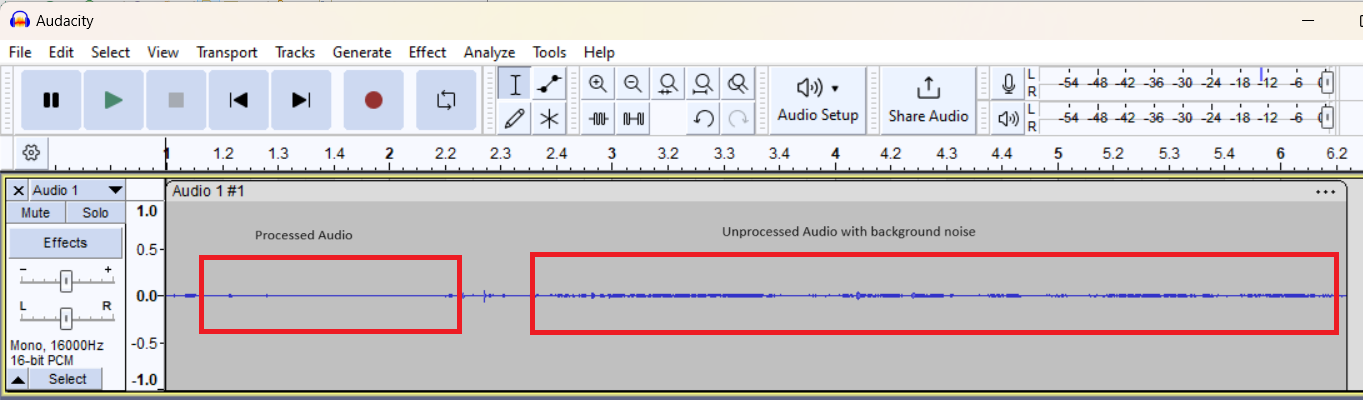 Audacity
File Edit Select View Transport Tracks Generate Effect Analyze Tools Help
L
R
-54 -48 -42 -36 -30 -24 -18 -12 -6
Audio Setup
Share Audio
L
R
-54 -48 -42 -36 -30 -24 -18 -12 -6
1 1.2 1.3 1.4 2 2.2 2.3 2.4 3 3.2 3.3 3.4 4 4.2 4.3 4.4 5 5.2 5.3 5.4 6 6.2
Audio 1
Audio 1 #1
Mute Solo
1.0
Effects
Processed Audio
Unprocessed Audio with background noise
0.5
- +
0.0
L R
Mono, 16000Hz
-0.5
16-bit PCM
Select
-1.0